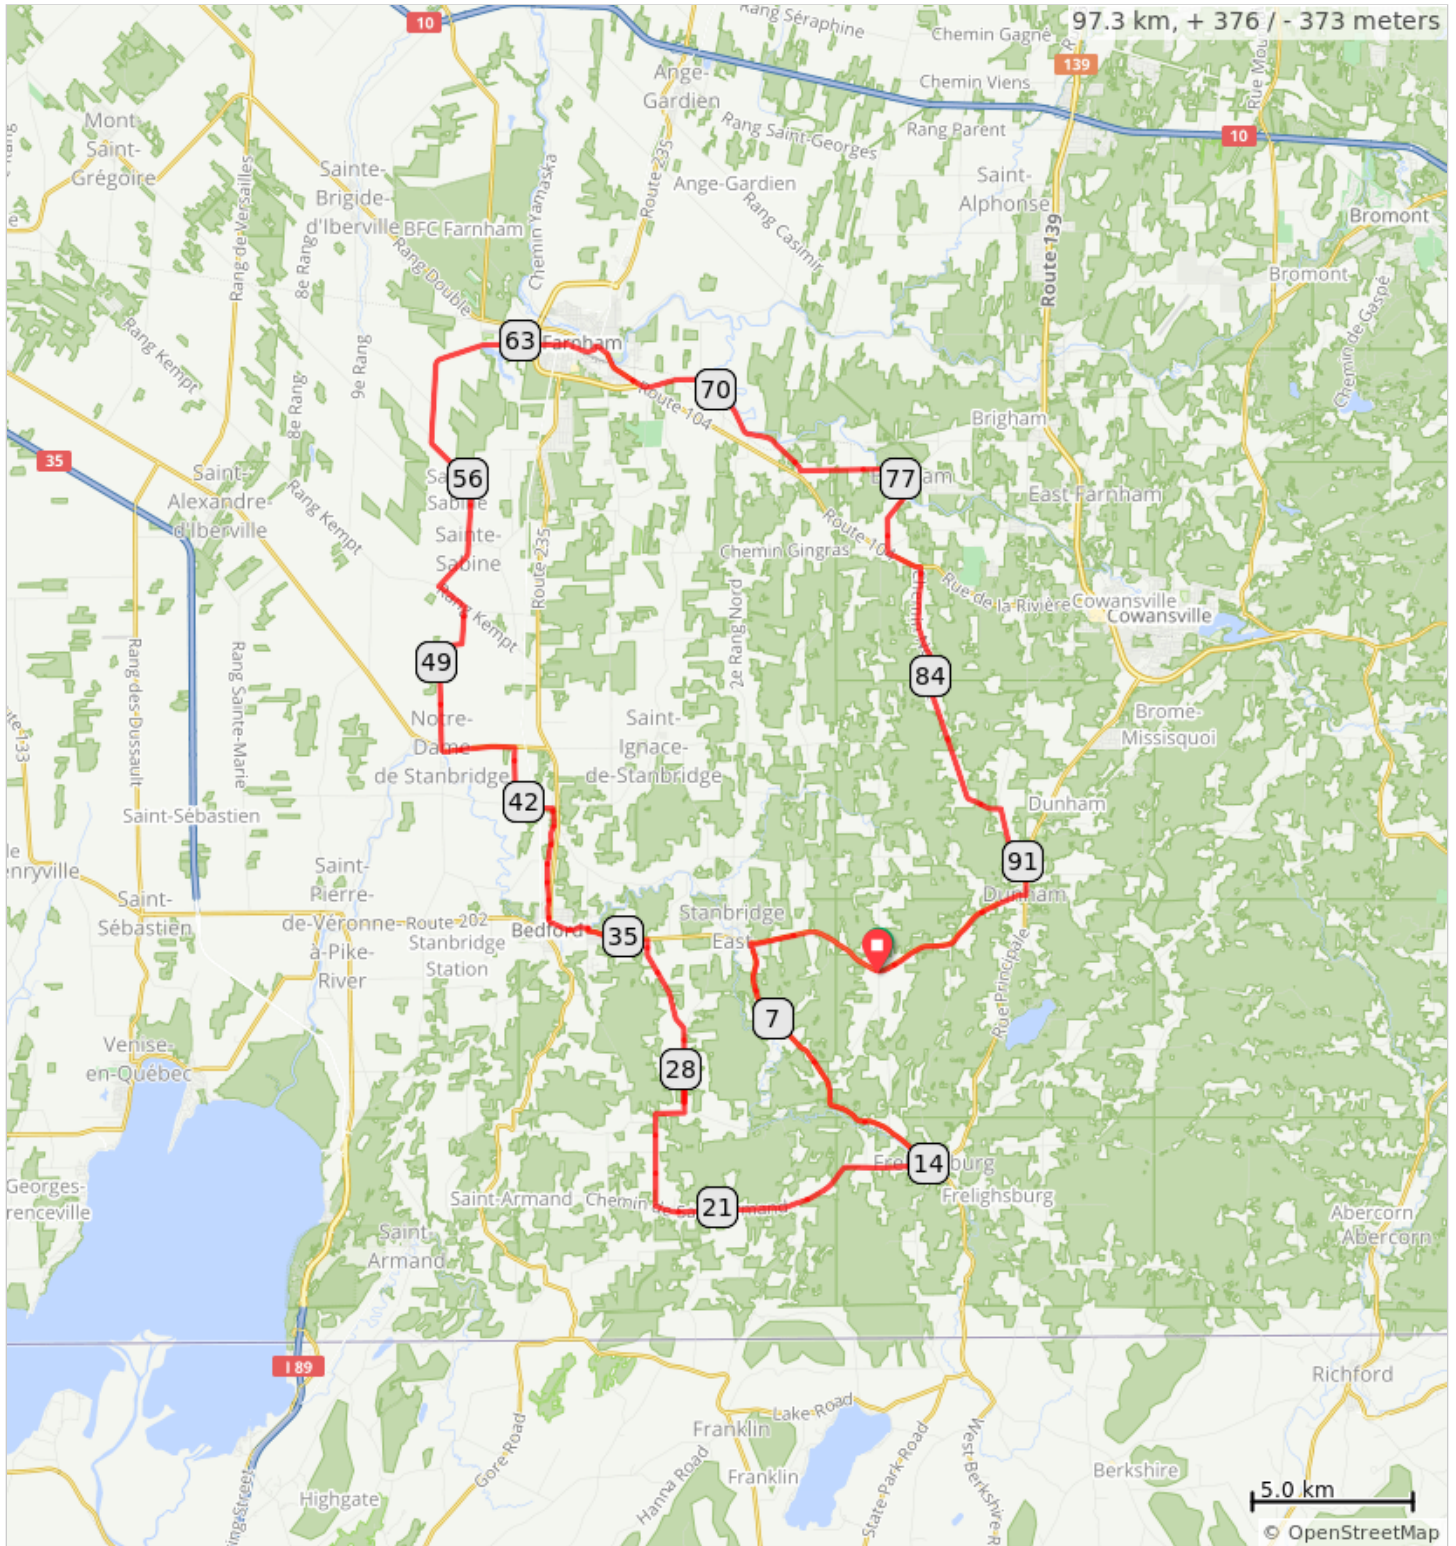 97.3 km, + 376 / - 373 meters
10
Rang Séraphine
Chemin Gagné
139
Ange-
Gardien
Chemin Viens
Mont-
Saint-
Grégoire
Rang Saint-Georges
Rang Parent
10
Sainte-
Brigide-
d'Iberville
BFC Farnham
Chemin Yamaska
Route 235
Ange-Gardien
Saint-
Alphonse
Bromont
Rang de Versailles
8e Rang
Rang Double
Rang Casimir
Route 139
Bromont
Chemin de Gaspé
Rang Kempt
9e Rang
63
Farnham
70
Route 104
8e Rang
Brigham
35
Saint-
Alexandre-
d'Iberville
Rang Kempt
56
Sabine
77
East Farnham
Sainte-
Sabine
Route 235
Chemin Gingras
Rue de la Rivière
Cowansville
Cowansville
Rang Kempt
2e Rang Nord
49
84
Rang des Dussault
Rang Sainte-Marie
Notre-
Dame-
de Stanbridge
Saint-
Ignace-
de-Stanbridge
Brome-
Missisquoi
42
Dunham
Saint-Sébastien
91
Saint-
Pierre-
de-Véronne-
à-Pike-
River
Saint-
Sébastien
Route 202
Stanbridge
Station
Bedford
35
Stanbridge
East
Dunham
Rue Principale
7
Venise-
en-Québec
28
14
Frelighsburg
Saint-Armand
21
Saint-
Armand
Abercorn
Abercorn
I 89
Richford
Lake Road
Franklin
Gore Road
Hanna Road
Franklin
State Park Road
Berkshire
Highgate
5.0 km
© OpenStreetMap